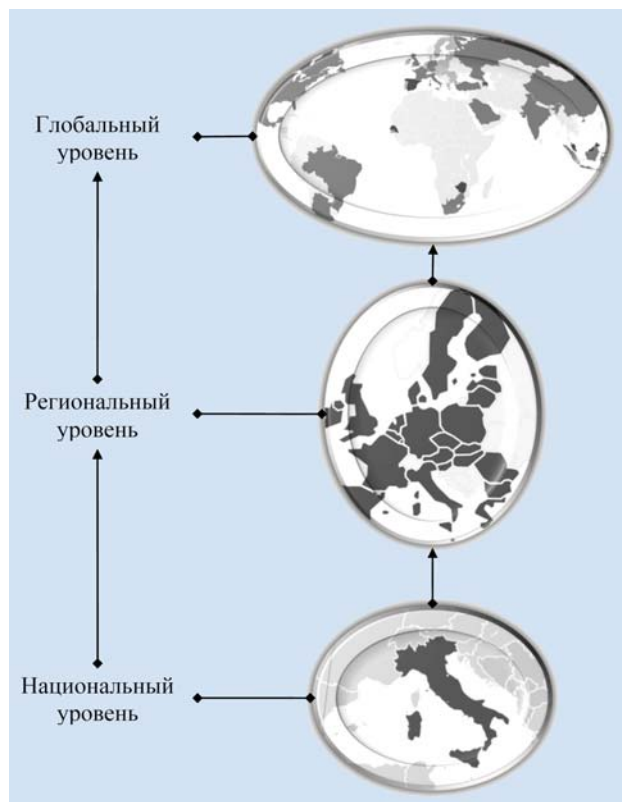 Глобальный
уровень
Региональный
уровень
Национальный
уровень